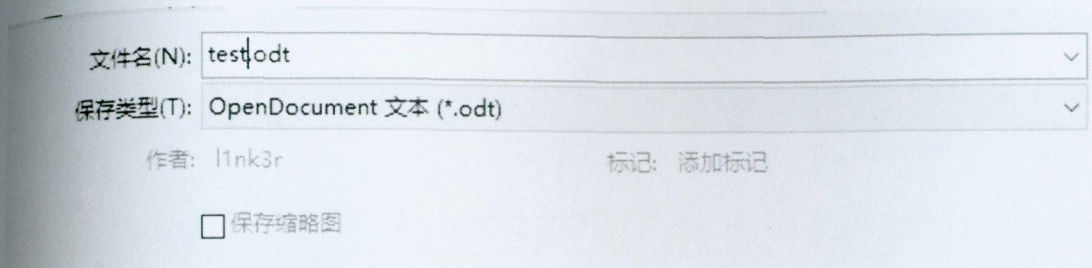 文件名(N): test.odt
保存类型(T): OpenDocument 文本 (*.odt)
作者: l1nk3r 标记: 添加标记
保存缩略图